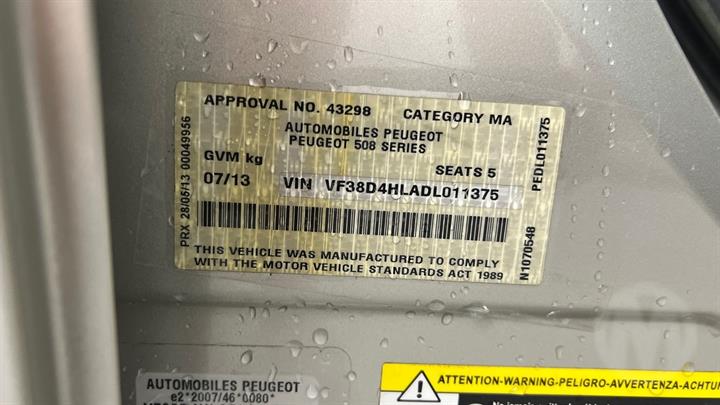 APPROVAL NO. 43298 CATEGORY MA
AUTOMOBILES PEUGEOT
PEUGEOT 508 SERIES
GVM kg SEATS 5
07/13 VIN VF38D4HLADL011375
THIS VEHICLE WAS MANUFACTURED TO COMPLY
WITH THE MOTOR VEHICLE STANDARDS ACT 1989
PRX 28/05/13 00049956
PEDL011375
N1070548
AUTOMOBILES PEUGEOT
e2*2007/46*0080*
ATTENTION-WARNING-PELIGRO-AVVERTENZA-ACHTU
M